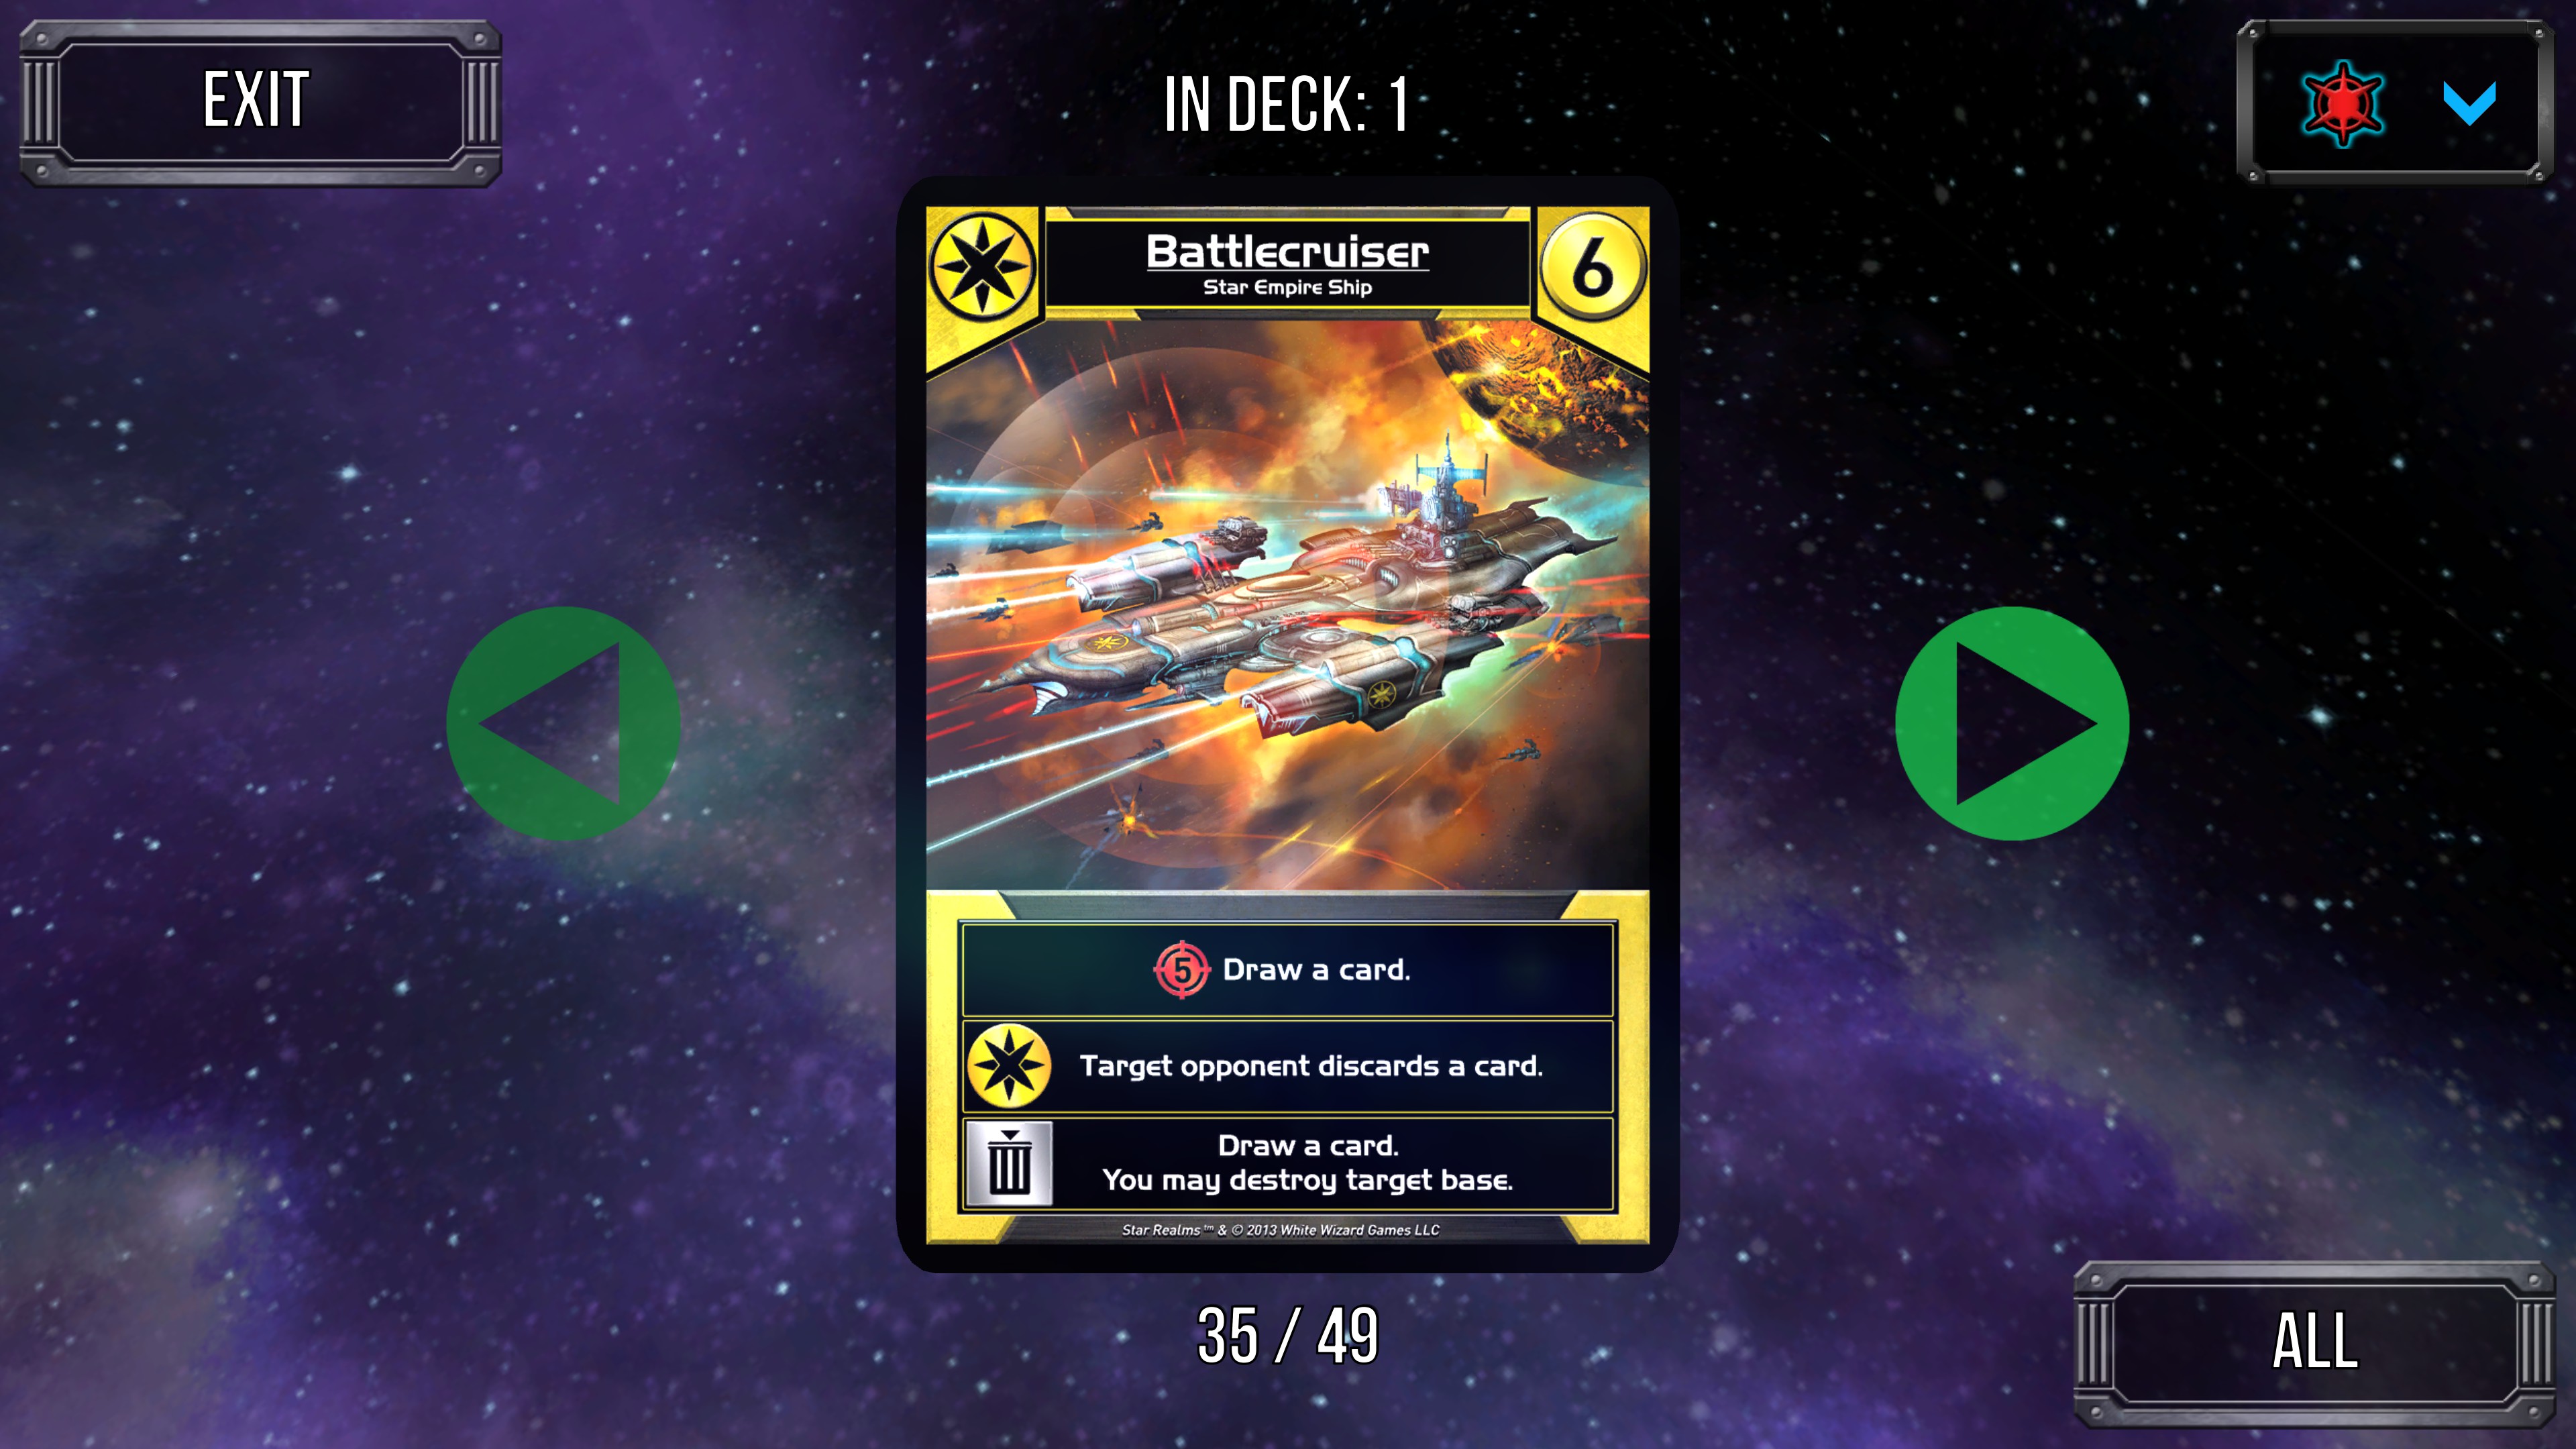 EXIT
IN DECK: 1
Battlecruiser
6
Star Empire Ship
5 Draw a card.
Target opponent discards a card.
Draw a card.
You may destroy target base.
Star Realms™ & © 2013 White Wizard Games LLC
35 / 49
ALL